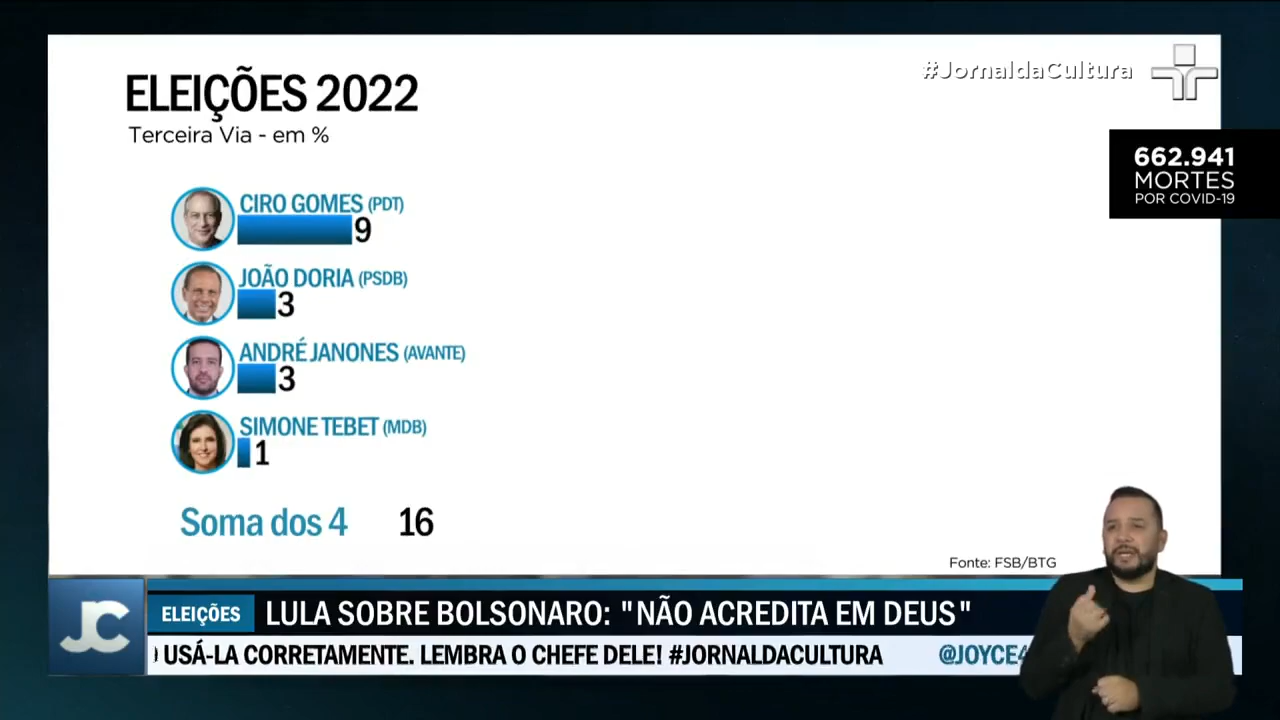 ELEIÇÕES 2022
Terceira Via - em %
#JornaldaCultura
662.941
MORTES
POR COVID-19
CIRO GOMES (PDT)
9
JOÃO DORIA (PSDB)
3
ANDRÉ JANONES (AVANTE)
3
SIMONE TEBET (MDB)
1
Soma dos 4 16
Fonte: FSB/BTG
JC
ELEIÇÕES LULA SOBRE BOLSONARO: "NÃO ACREDITA EM DEUS"
USÁ-LA CORRETAMENTE. LEMBRA O CHEFE DELE! #JORNALDACULTURA